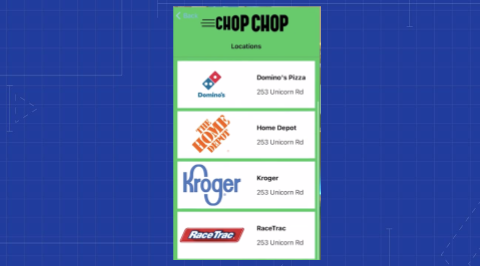 CHOP CHOP
Locations
Domino's
Domino's Pizza
253 Unicorn Rd
THE
HOME
DEPOT
Home Depot
253 Unicorn Rd
Kroger
Kroger
253 Unicorn Rd
RaceTrac
RaceTrac
253 Unicorn Rd